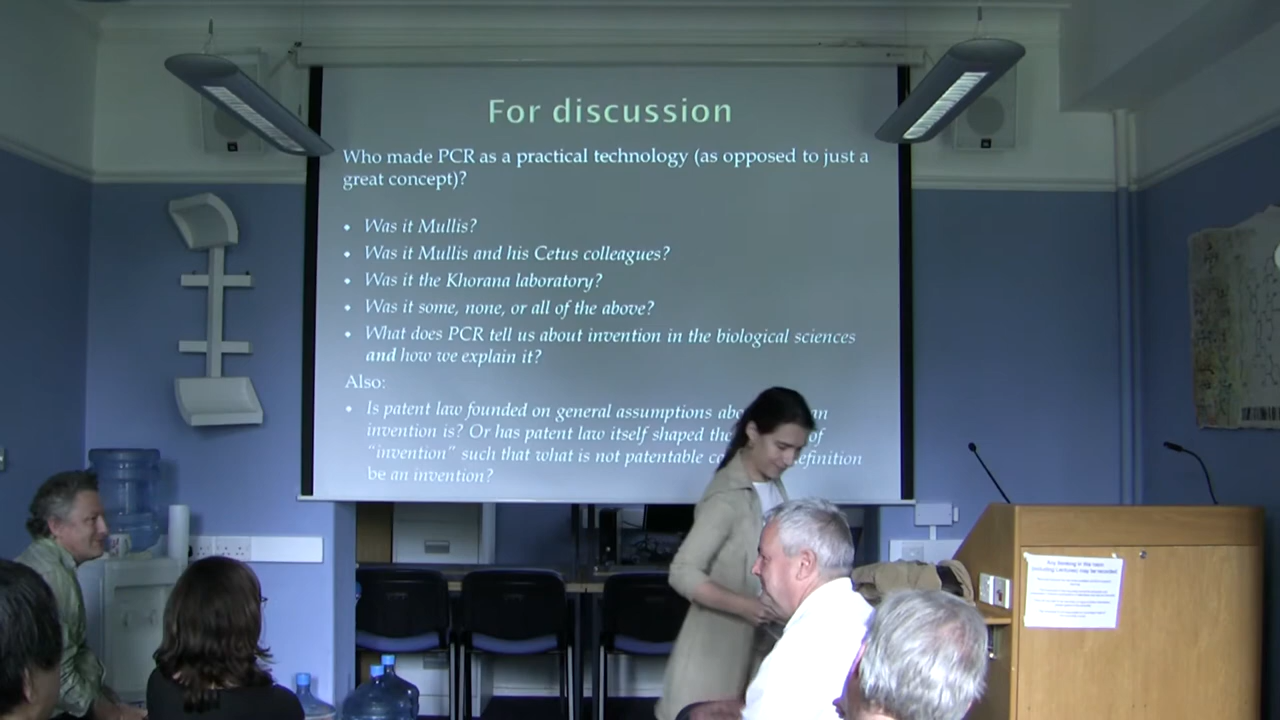 For discussion
Who made PCR as a practical technology (as opposed to just a
great concept)?
• Was it Mullis?
• Was it Mullis and his Cetus colleagues?
• Was it the Khorana laboratory?
• Was it some, none, or all of the above?
• What does PCR tell us about invention in the biological sciences
and how we explain it?
Also:
• Is patent law founded on general assumptions an
invention is? Or has patent law itself shaped the of
“invention” such that what is not patentable
be an invention?